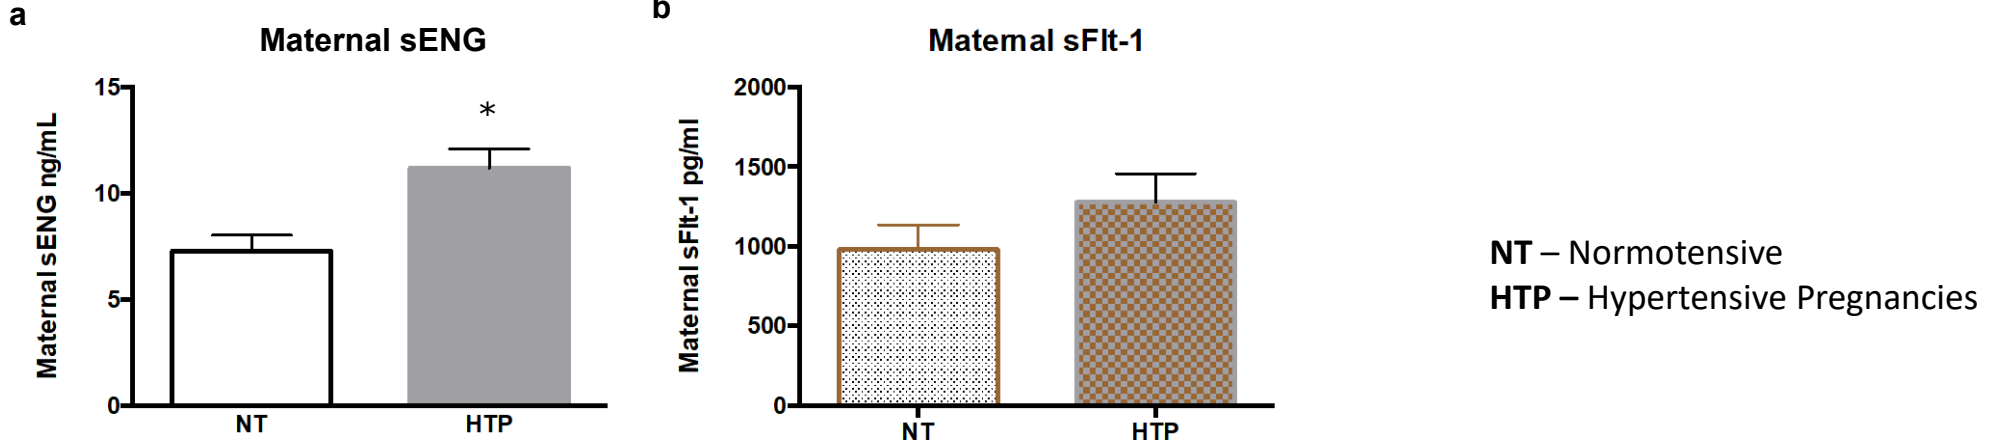 a
Maternal sENG
Maternal sENG ng/mL
15
10
5
0
*
NT
HTP
b
Maternal sFlt-1
Maternal sFlt-1 pg/ml
2000
1500
1000
500
0
NT
HTP
NT – Normotensive
HTP – Hypertensive Pregnancies